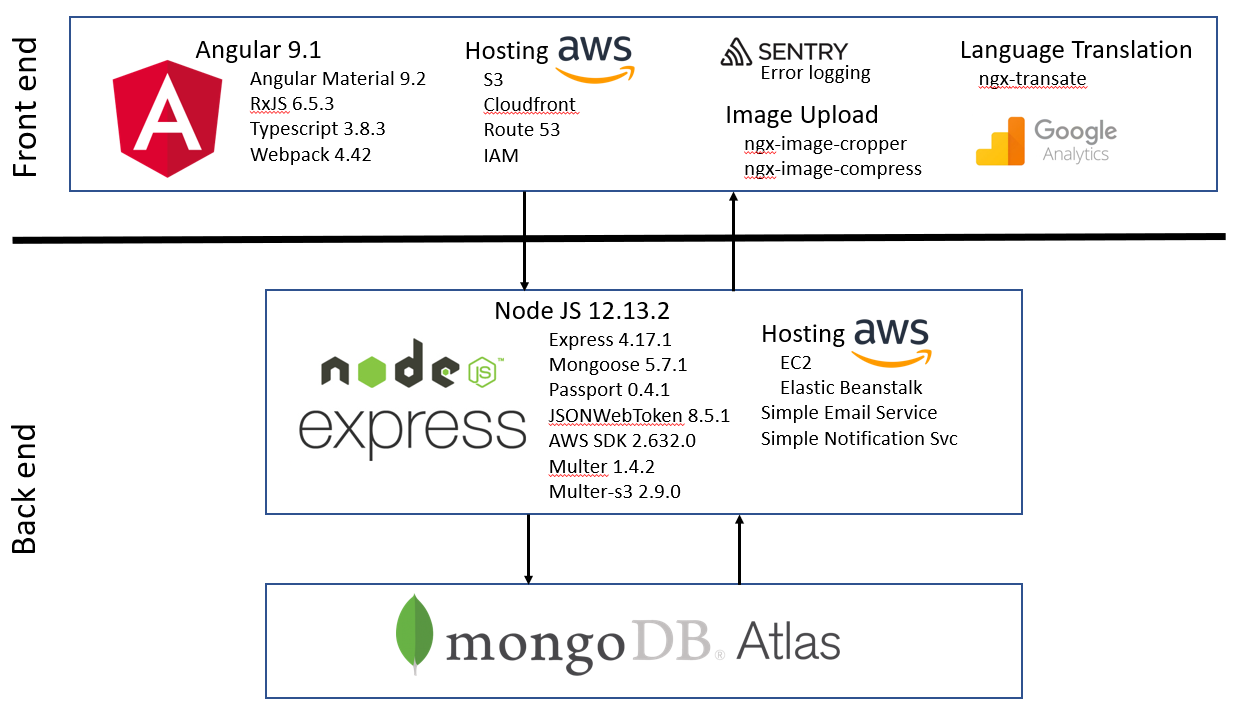 Front end
Angular 9.1
Angular Material 9.2
RxJS 6.5.3
Typescript 3.8.3
Webpack 4.42
Hosting aws
S3
Cloudfront
Route 53
IAM
SENTRY
Error logging
Image Upload
ngx-image-cropper
ngx-image-compress
Language Translation
ngx-transate
Google
Analytics
A
Back end
node
JS™
express
Node JS 12.13.2
Express 4.17.1
Mongoose 5.7.1
Passport 0.4.1
JSONWebToken 8.5.1
AWS SDK 2.632.0
Multer 1.4.2
Multer-s3 2.9.0
Hosting aws
EC2
Elastic Beanstalk
Simple Email Service
Simple Notification Svc
mongoDB® Atlas